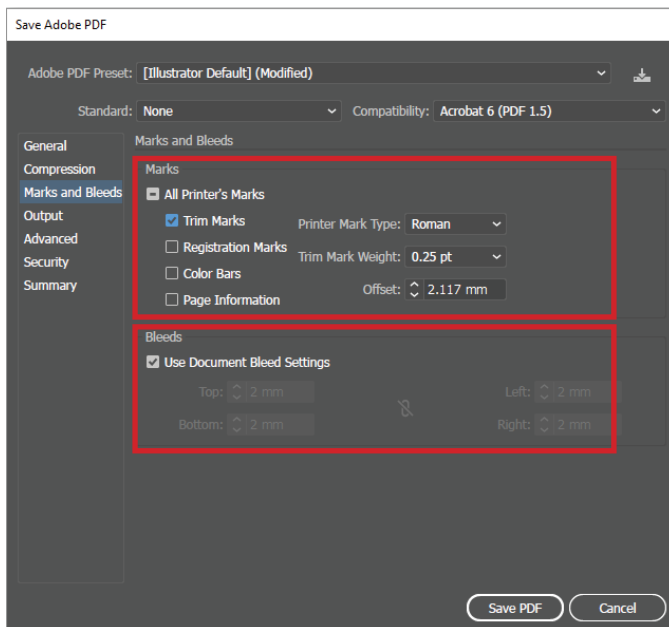 Save Adobe PDF
Adobe PDF Preset: [Illustrator Default] (Modified)
Standard: None Compatibility: Acrobat 6 (PDF 1.5)
General
Compression
Marks and Bleeds
Output
Advanced
Security
Summary
Marks and Bleeds
Marks
All Printer's Marks
Trim Marks Printer Mark Type: Roman
Registration Marks Trim Mark Weight: 0.25 pt
Color Bars Offset: 2.117 mm
Page Information
Bleeds
Use Document Bleed Settings
Top: 2 mm Left: 2 mm
Bottom: 2 mm Right: 2 mm
Save PDF Cancel